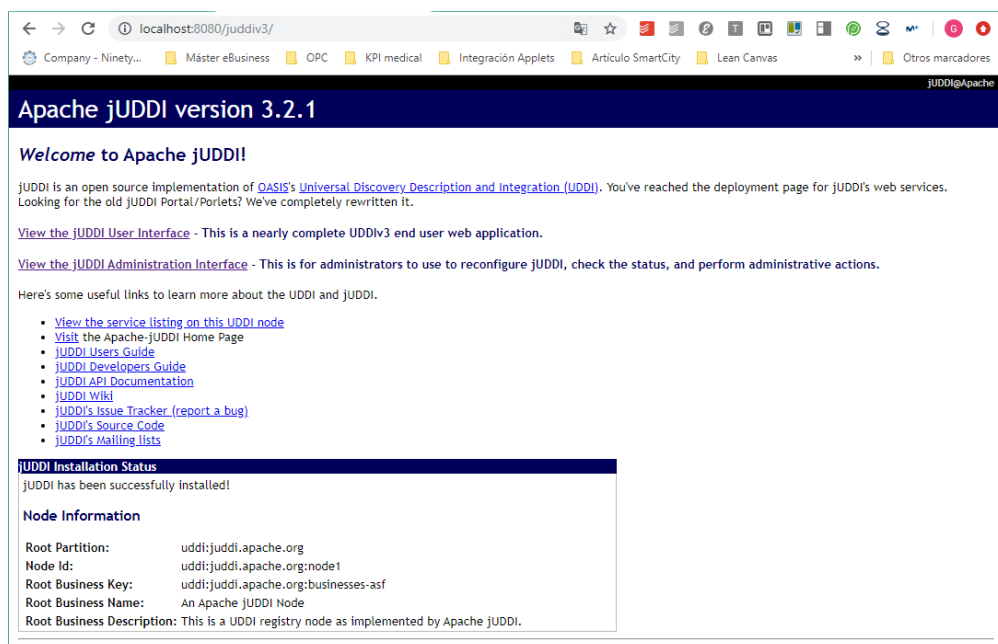 localhost:8080/juddiv3/
Company - Ninety... Máster eBusiness OPC KPI medical Integración Applets Artículo SmartCity Lean Canvas » Otros marcadores
jUDDI@Apache
Apache jUDDI version 3.2.1
Welcome to Apache jUDDI!
jUDDI is an open source implementation of OASIS's Universal Discovery Description and Integration (UDDI). You've reached the deployment page for jUDDI's web services.
Looking for the old jUDDI Portal/Porlets? We've completely rewritten it.
View the jUDDI User Interface - This is a nearly complete UDDIv3 end user web application.
View the jUDDI Administration Interface - This is for administrators to use to reconfigure jUDDI, check the status, and perform administrative actions.
Here's some useful links to learn more about the UDDI and jUDDI.
• View the service listing on this UDDI node
• Visit the Apache-jUDDI Home Page
• jUDDI Users Guide
• jUDDI Developers Guide
• jUDDI API Documentation
• jUDDI Wiki
• jUDDI's Issue Tracker (report a bug)
• jUDDI's Source Code
• jUDDI's Mailing lists
jUDDI Installation Status
jUDDI has been successfully installed!
Node Information
Root Partition: uddi:juddi.apache.org
Node Id: uddi:juddi.apache.org:node1
Root Business Key: uddi:juddi.apache.org:businesses-asf
Root Business Name: An Apache jUDDI Node
Root Business Description: This is a UDDI registry node as implemented by Apache jUDDI.